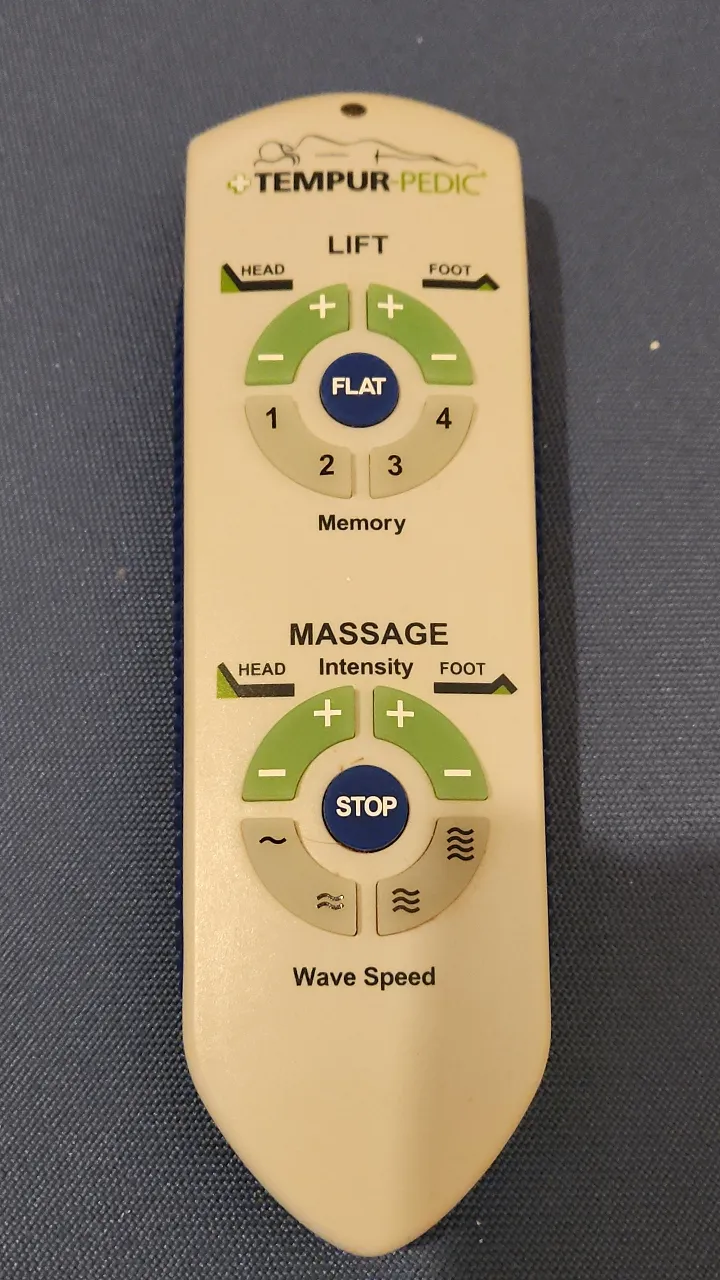 TEMPUR-PEDIC
LIFT
HEAD FOOT
+ +
- -
FLAT
1 4
2 3
Memory
MASSAGE
HEAD Intensity FOOT
+ +
- -
STOP
Wave Speed